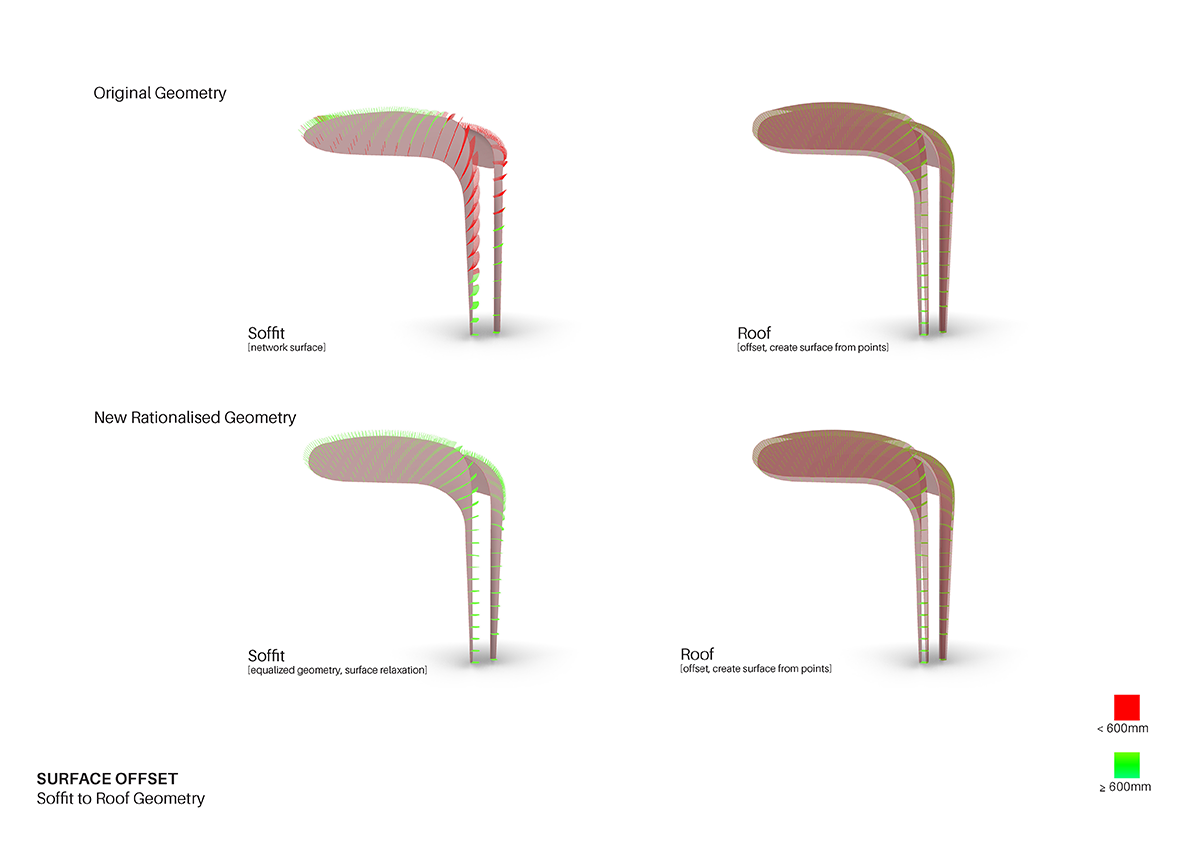 Original Geometry
Soffit
[network surface]
Roof
[offset, create surface from points]
New Rationalised Geometry
Soffit
[equalized geometry, surface relaxation]
Roof
[offset, create surface from points]
< 600mm
≥ 600mm
SURFACE OFFSET
Soffit to Roof Geometry